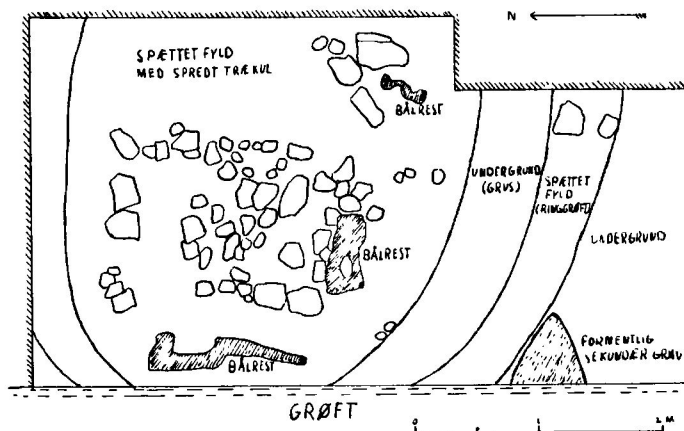 N
SPÆTTET FYLD
MED SPREDT TRÆKUL
BÅLREST
UNDERGRUND
(GRUS)
SPÆTTET
FYLD
(RINGGRØFT)
UNDERGRUND
BÅLREST
BÅLREST
FORMENTLIG
SEKUNDÆR GRAV
GRØFT
0
1
2 M